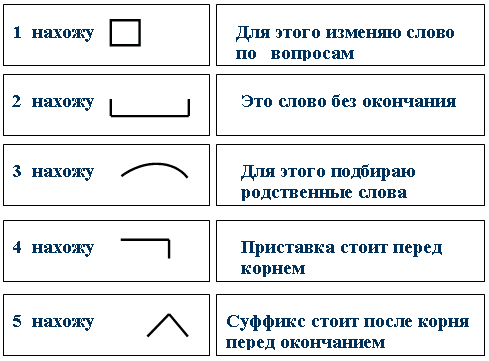 1 нахожу
Для этого изменяю слово
по вопросам
2 нахожу
Это слово без окончания
3 нахожу
Для этого подбираю
родственные слова
4 нахожу
Приставка стоит перед
корнем
5 нахожу
Суффикс стоит после корня
перед окончанием